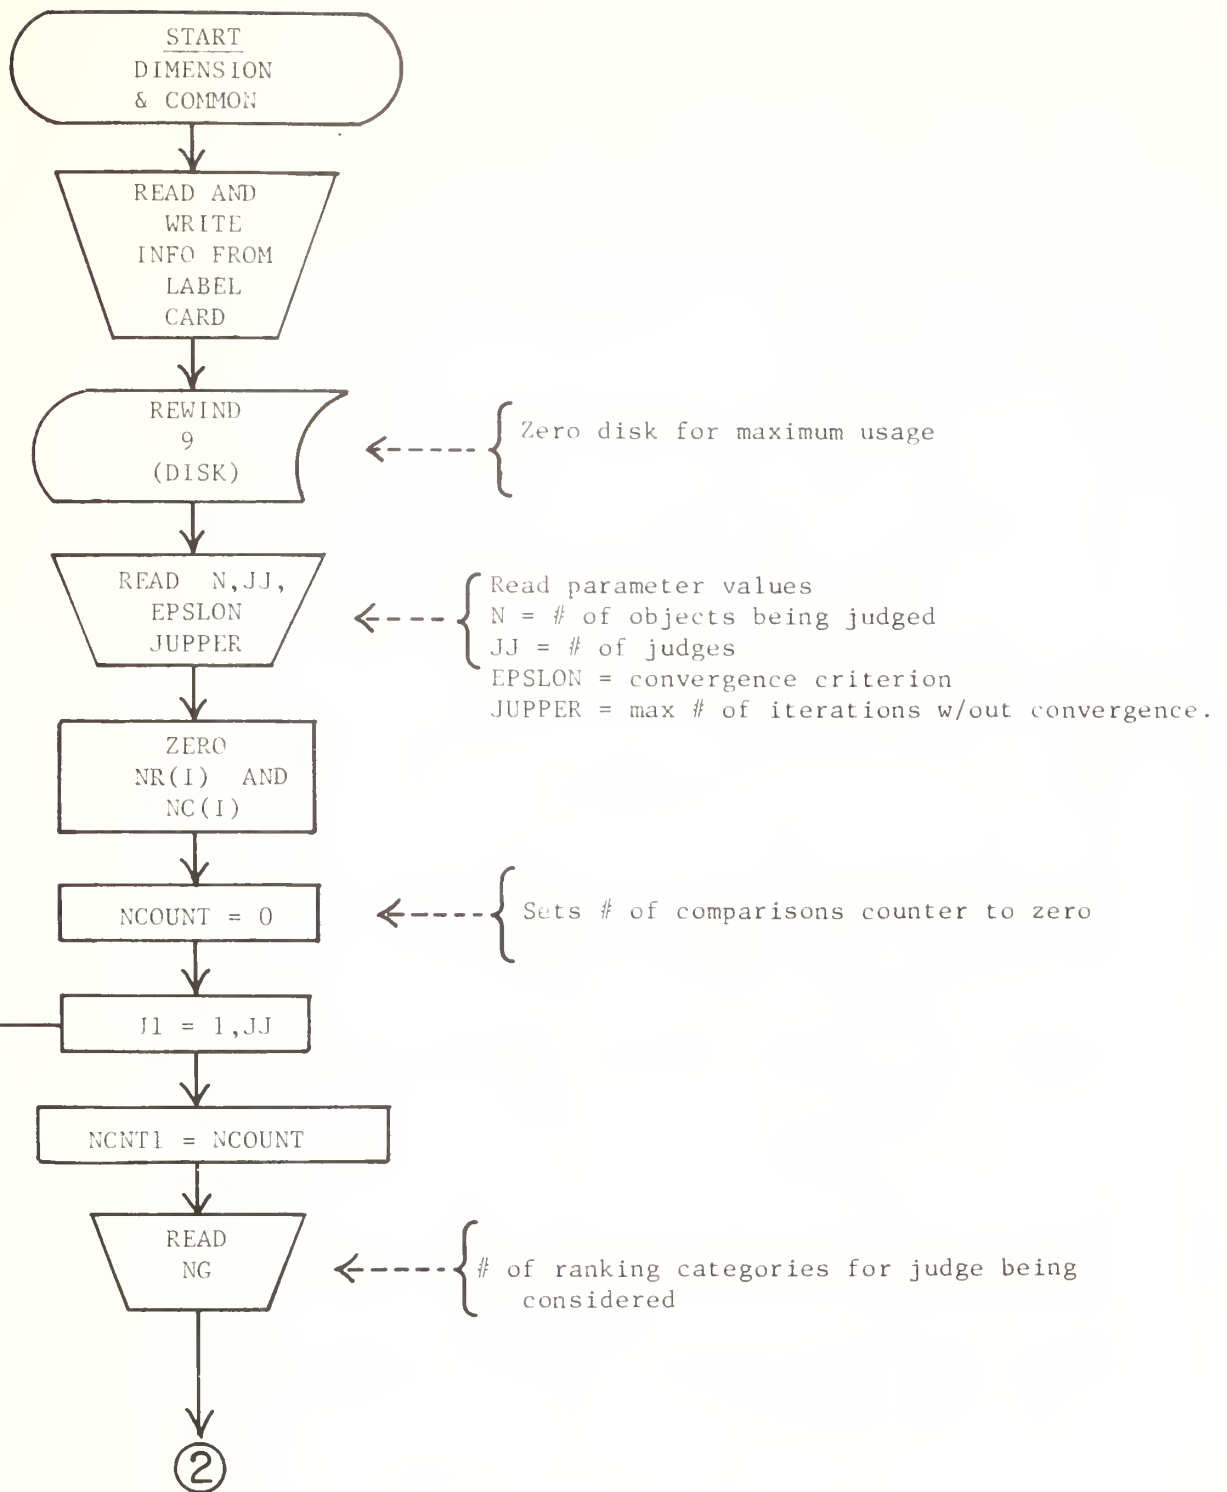 START
DIMENSION
& COMMON
READ AND
WRITE
INFO FROM
LABEL
CARD
REWIND
9
(DISK)
Zero disk for maximum usage
READ N,JJ,
EPSLON
JUPPER
Read parameter values
N = # of objects being judged
JJ = # of judges
EPSLON = convergence criterion
JUPPER = max # of iterations w/out convergence.
ZERO
NR(I) AND
NC(I)
NCOUNT = 0
Sets # of comparisons counter to zero
J1 = 1,JJ
NCNT1 = NCOUNT
READ
NG
# of ranking categories for judge being
considered
2